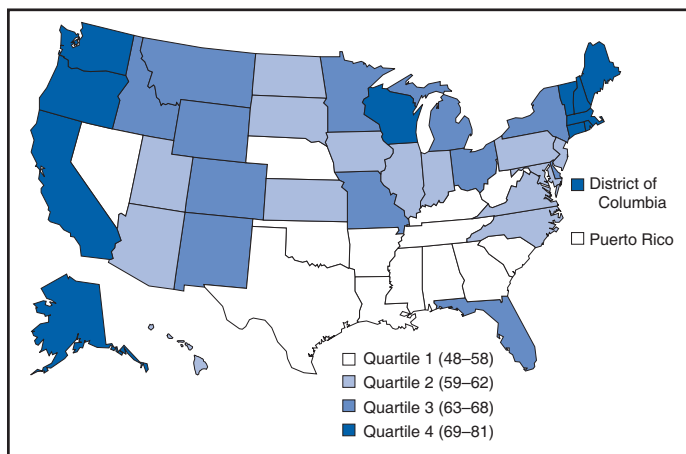 District of
Columbia
Puerto Rico
Quartile 1 (48–58)
Quartile 2 (59–62)
Quartile 3 (63–68)
Quartile 4 (69–81)